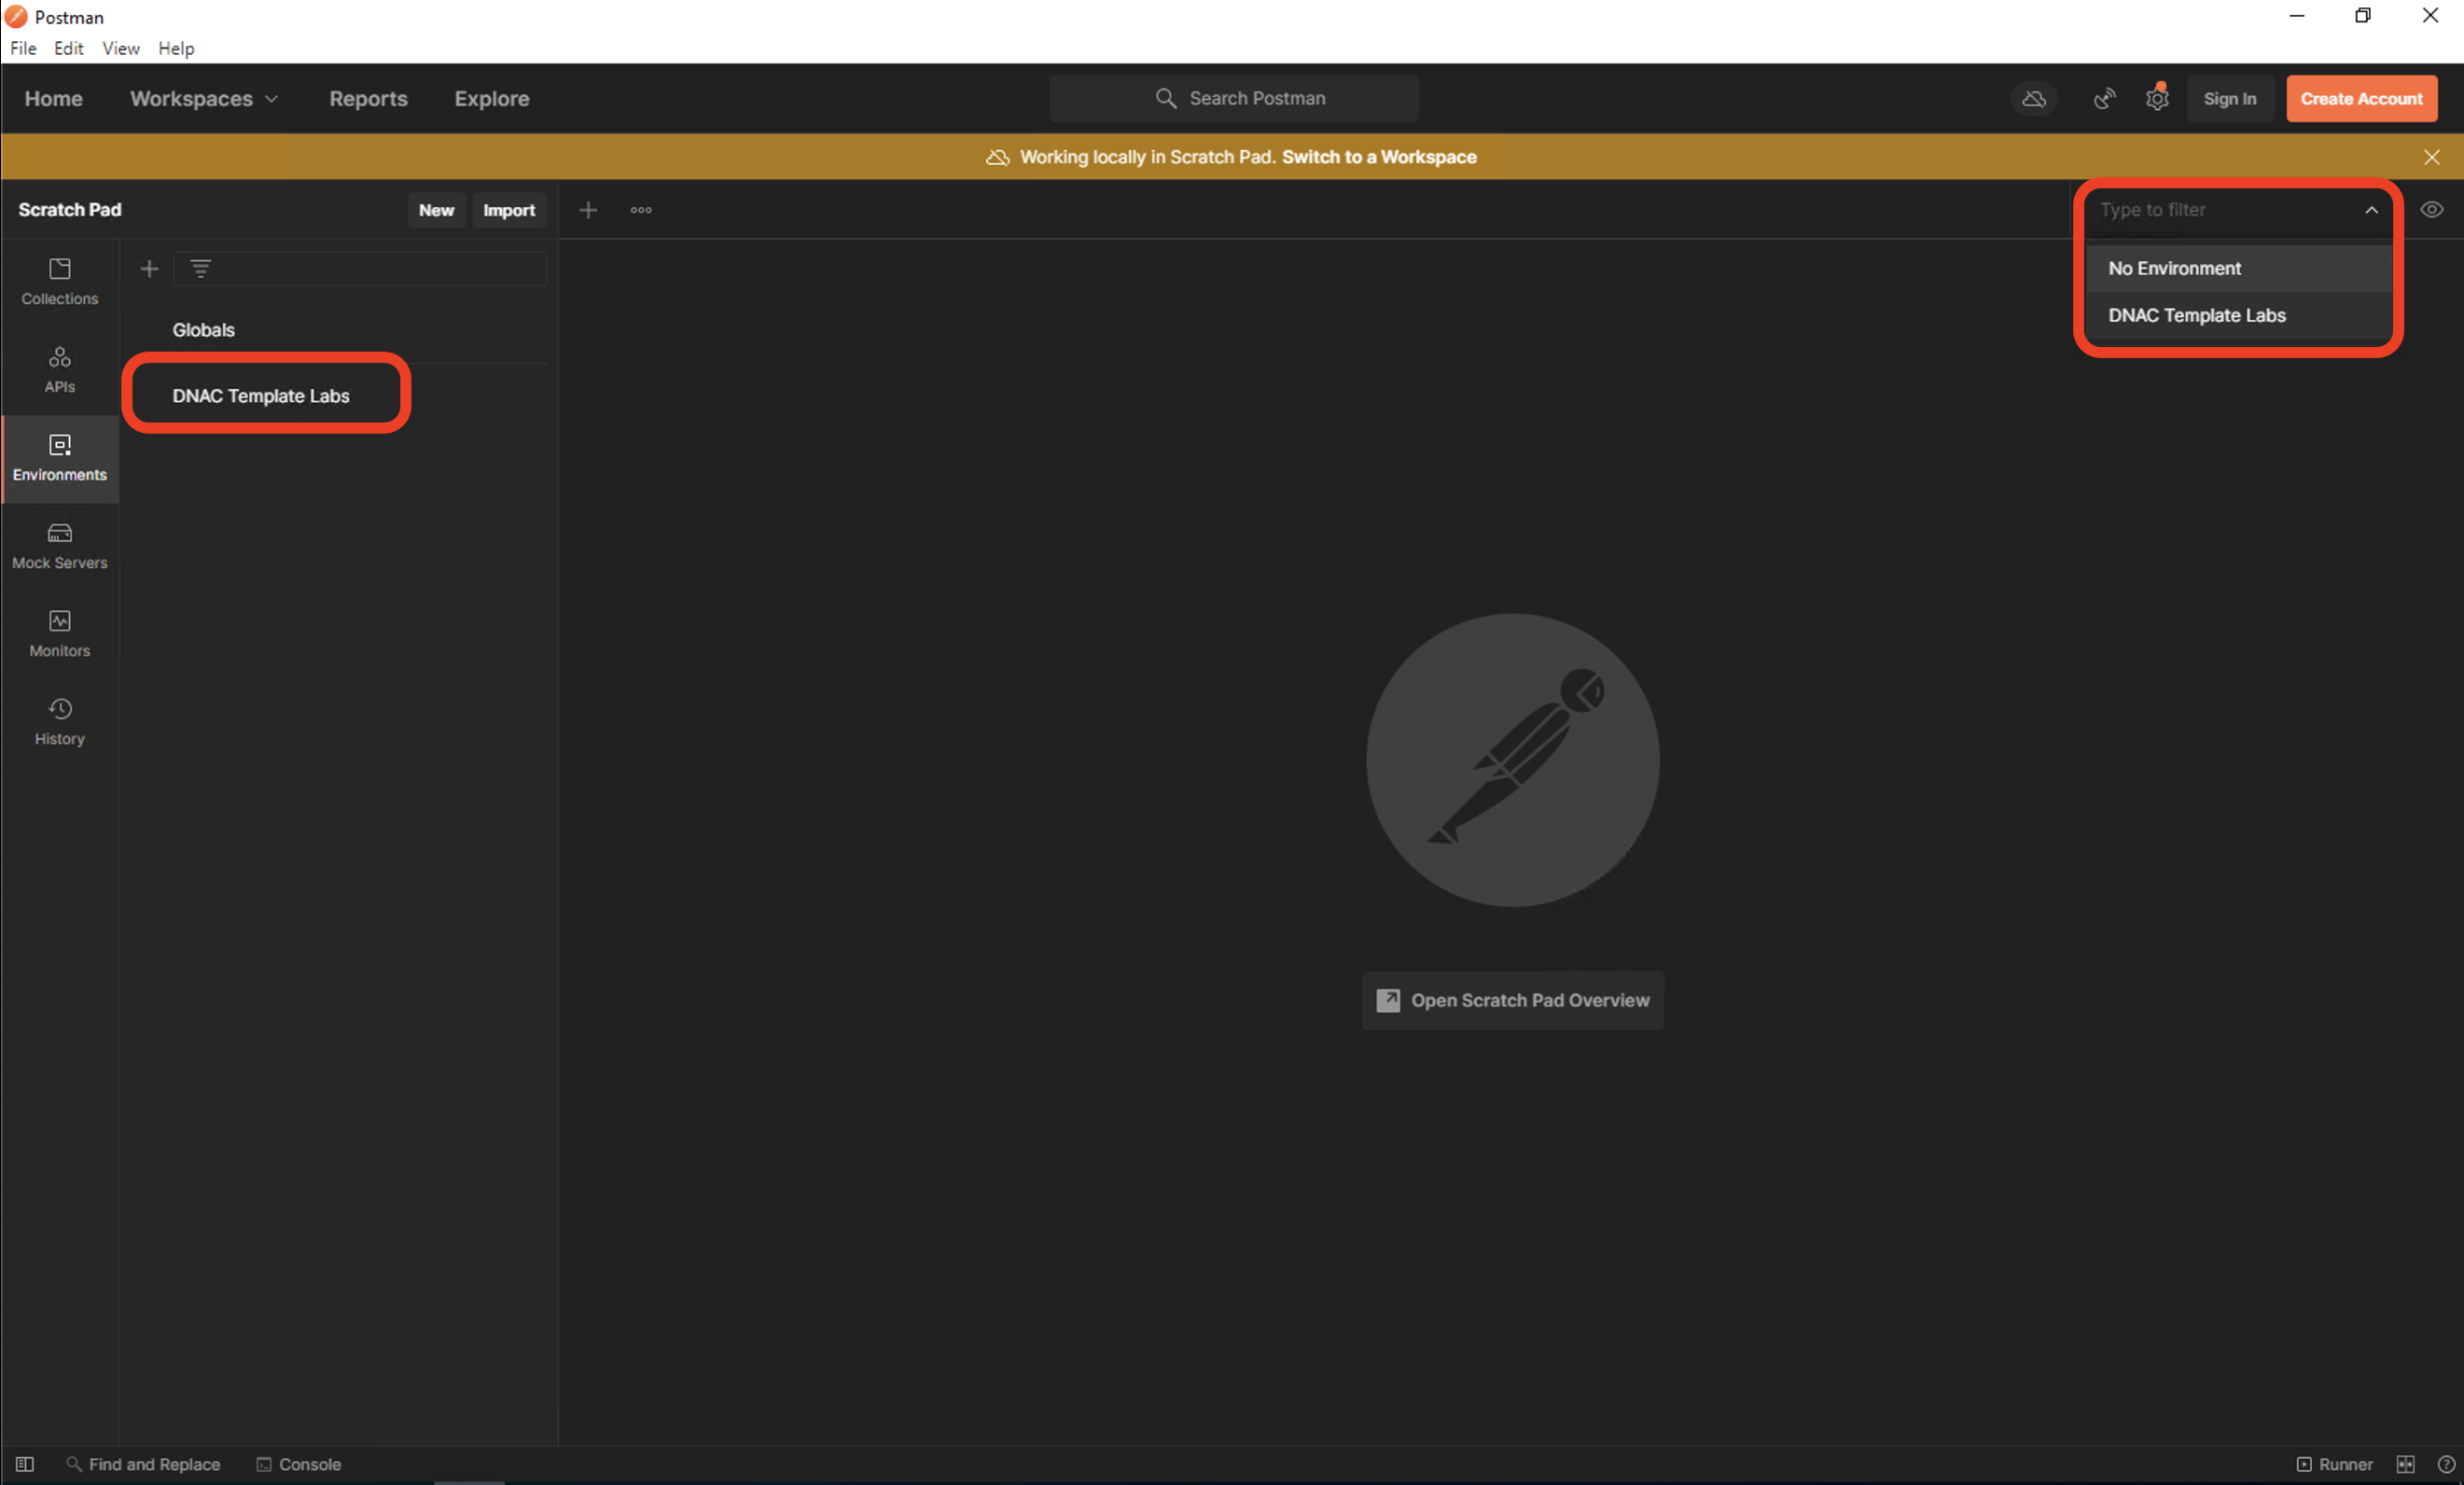 Postman
File Edit View Help
Home Workspaces Reports Explore Search Postman Sign In Create Account
Working locally in Scratch Pad. Switch to a Workspace
Scratch Pad New Import Type to filter
No Environment
DNAC Template Labs
Collections
APIs
Environments
Mock Servers
Monitors
History
Globals
DNAC Template Labs
Open Scratch Pad Overview
Find and Replace Console Runner